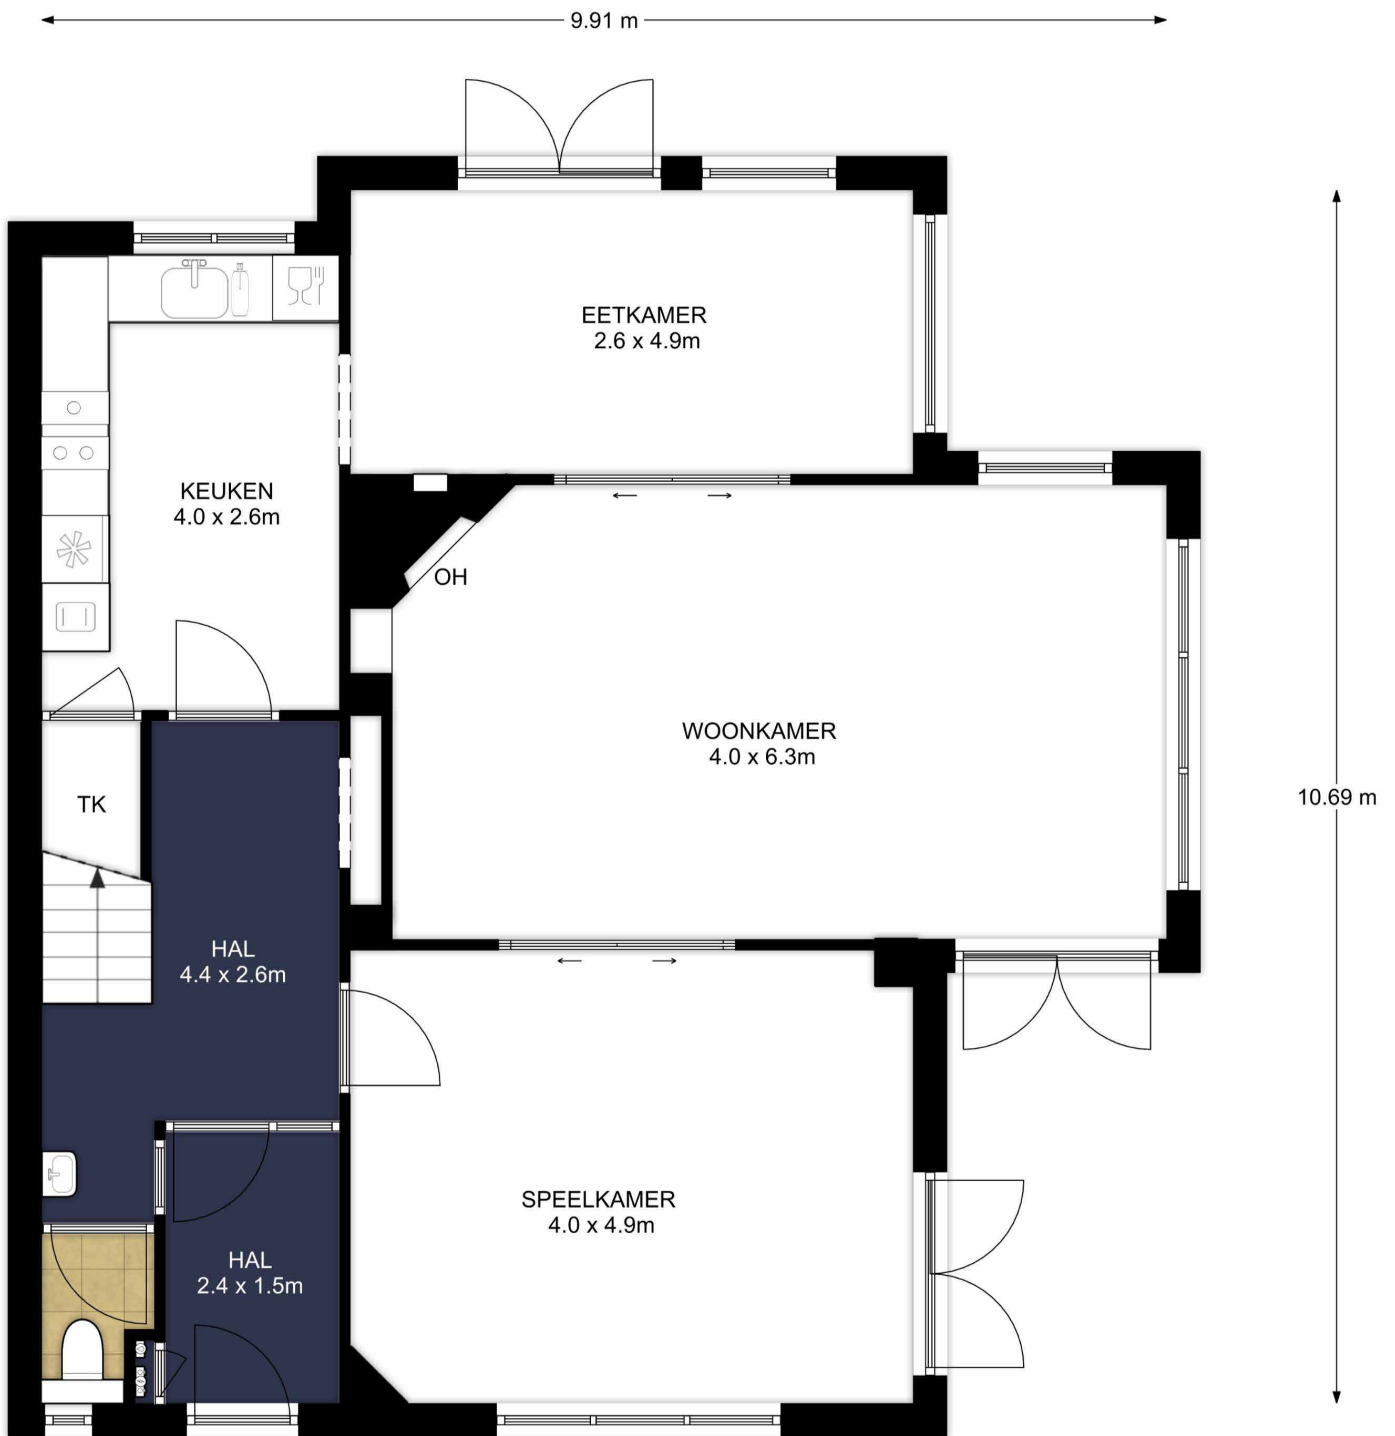 9.91 m
EETKAMER
2.6 x 4.9m
KEUKEN
4.0 x 2.6m
OH
WOONKAMER
4.0 x 6.3m
10.69 m
TK
HAL
4.4 x 2.6m
SPEELKAMER
4.0 x 4.9m
HAL
2.4 x 1.5m